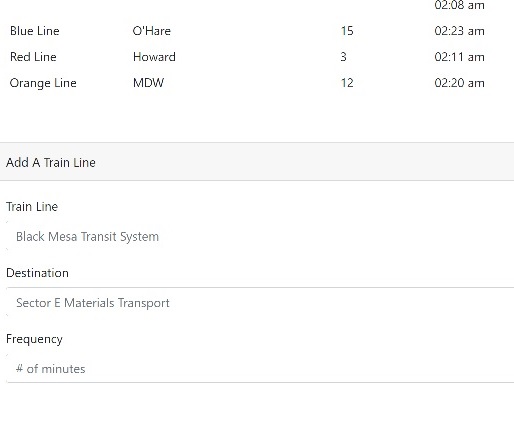 02:08 am
Blue Line O'Hare 15 02:23 am
Red Line Howard 3 02:11 am
Orange Line MDW 12 02:20 am
Add A Train Line
Train Line
Black Mesa Transit System
Destination
Sector E Materials Transport
Frequency
# of minutes